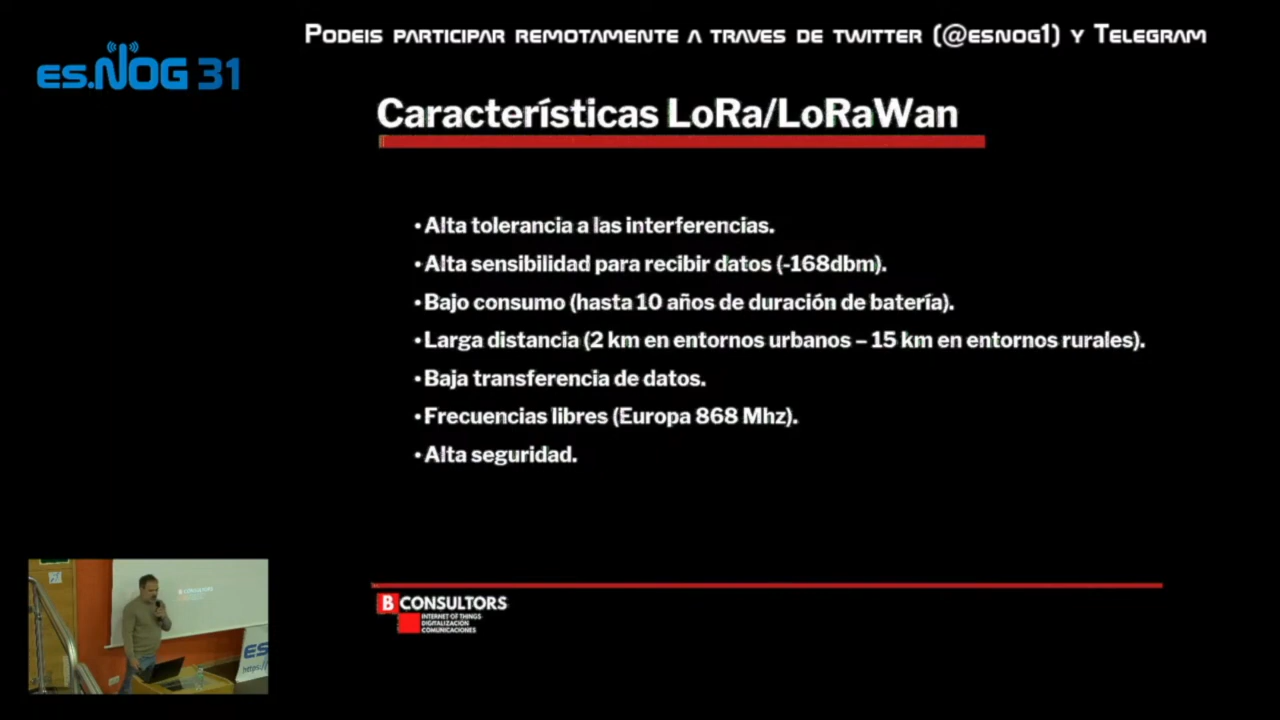 Podeis participar remotamente a traves de twitter (@esnog1) y Telegram
es.NOG 31
Características LoRa/LoRaWan
• Alta tolerancia a las interferencias.
• Alta sensibilidad para recibir datos (-168dbm).
• Bajo consumo (hasta 10 años de duración de batería).
• Larga distancia (2 km en entornos urbanos – 15 km en entornos rurales).
• Baja transferencia de datos.
• Frecuencias libres (Europa 868 Mhz).
• Alta seguridad.
B CONSULTORS
INTERNET OF THINGS
DIGITALIZACIÓN
COMUNICACIONES
CONSULTORS
ES